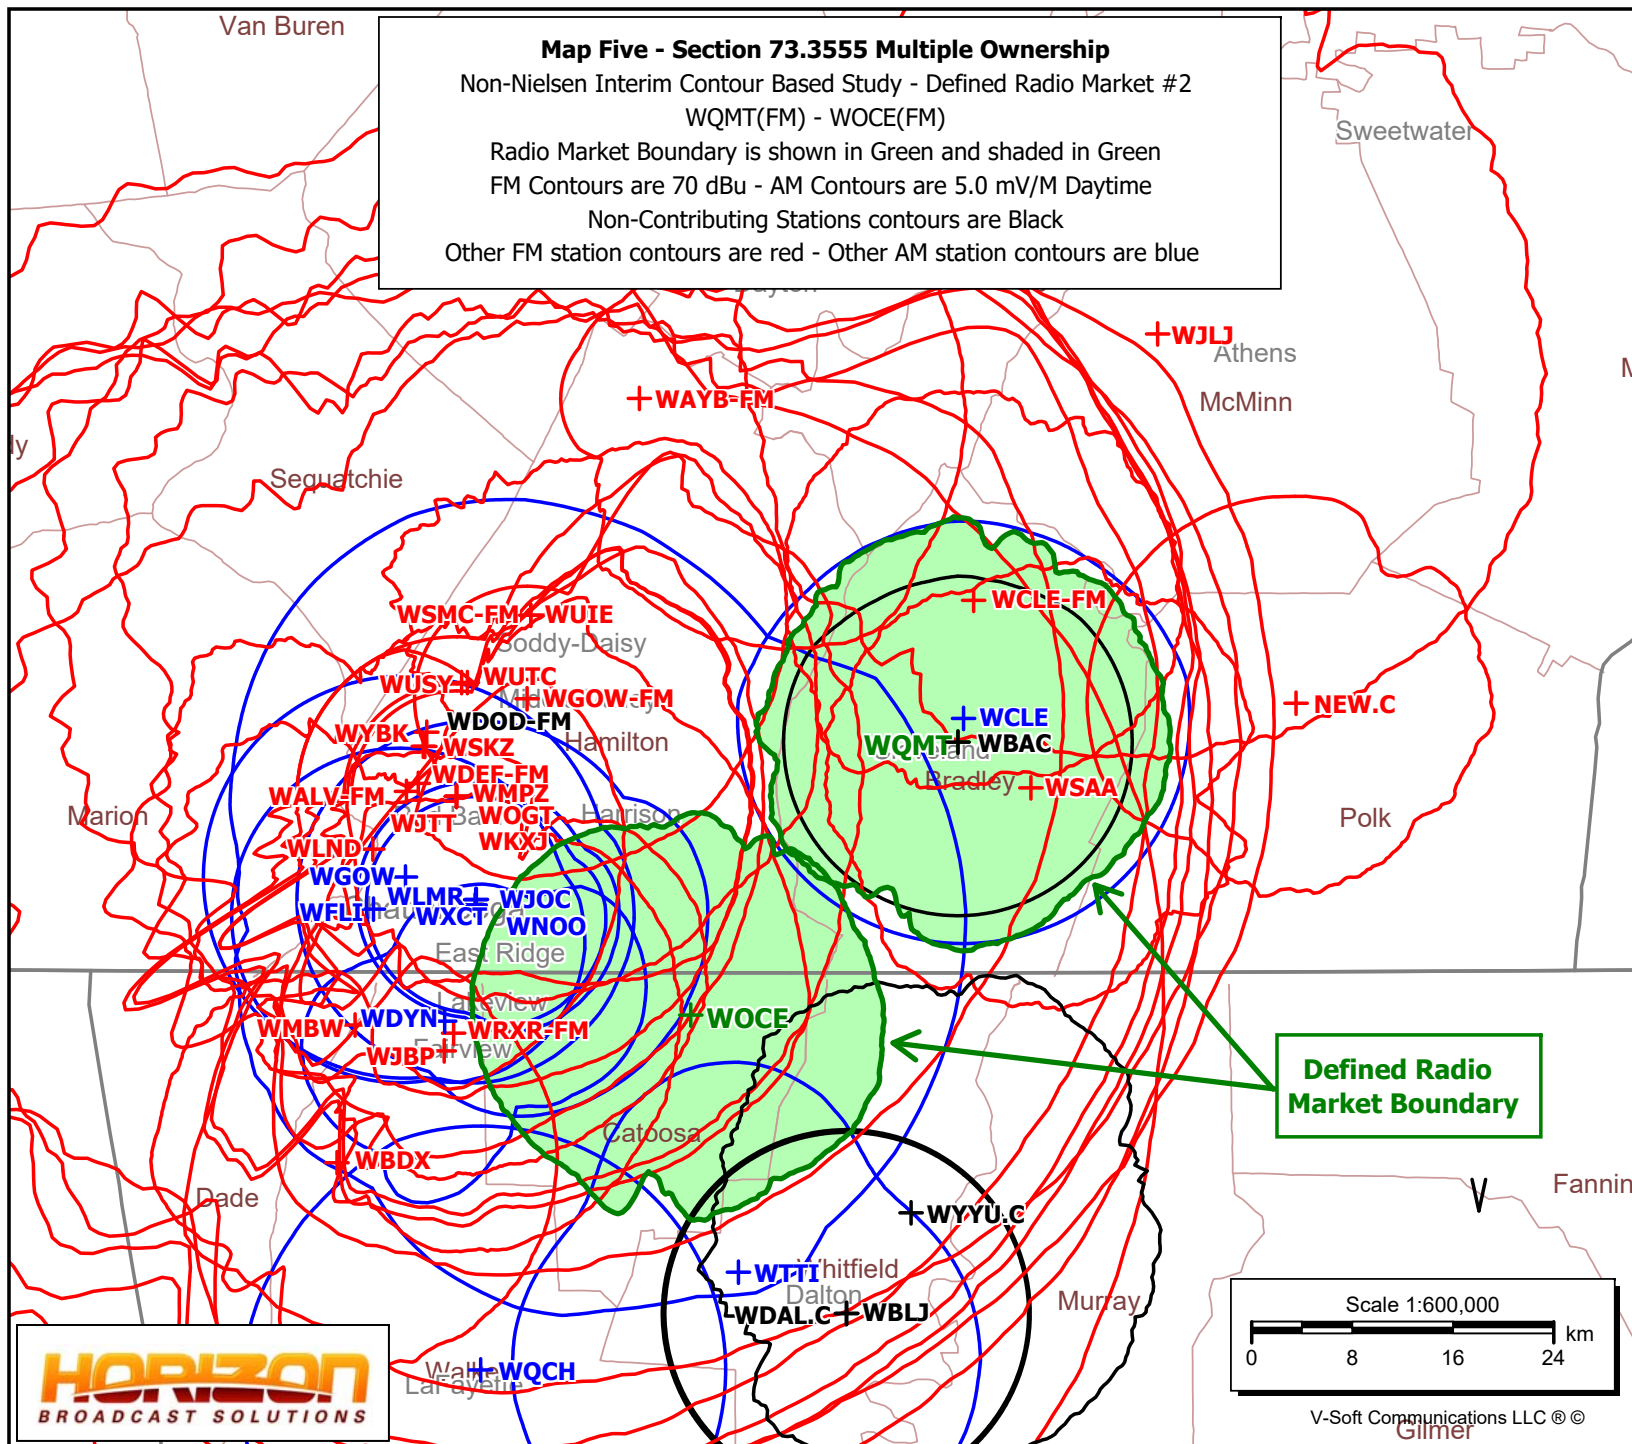 Van Buren
Map Five - Section 73.3555 Multiple Ownership
Non-Nielsen Interim Contour Based Study - Defined Radio Market #2
WQMT(FM) - WOCE(FM)
Radio Market Boundary is shown in Green and shaded in Green
FM Contours are 70 dBu - AM Contours are 5.0 mV/M Daytime
Non-Contributing Stations contours are Black
Other FM station contours are red - Other AM station contours are blue
Sweetwater
WJLJ
Athens
McMinn
WAYB-FM
Sequatchie
WCLE-FM
WSMC-FM
WUIE
Soddy-Daisy
WUTC
WUSY
WGOW-FM
NEW.C
WDOD-FM
WCLE
WYBK
WSKZ
Hamilton
WQMT
WBAC
WDEF-FM
Bradley
WSAA
WALV-FM
WMPZ
Marion
WJTT
WOGT
Harrison
Polk
WKXJ
WLND
WGOW
WLMR
WJOC
WFLI
WXCT
WNOO
East Ridge
Lakeview
WMBW
WDYN
WRXR-FM
WOCE
WJBP
Fairview
Defined Radio
Market Boundary
Catoosa
WBDX
Dade
Fannin
WYYU.C
WTTI
Whitfield
Dalton
WDAL.C
WBLJ
Murray
Scale 1:600,000
km
0 8 16 24
WQCH
LaFayette
HORIZON
BROADCAST SOLUTIONS
V-Soft Communications LLC ® ©
Gilmer